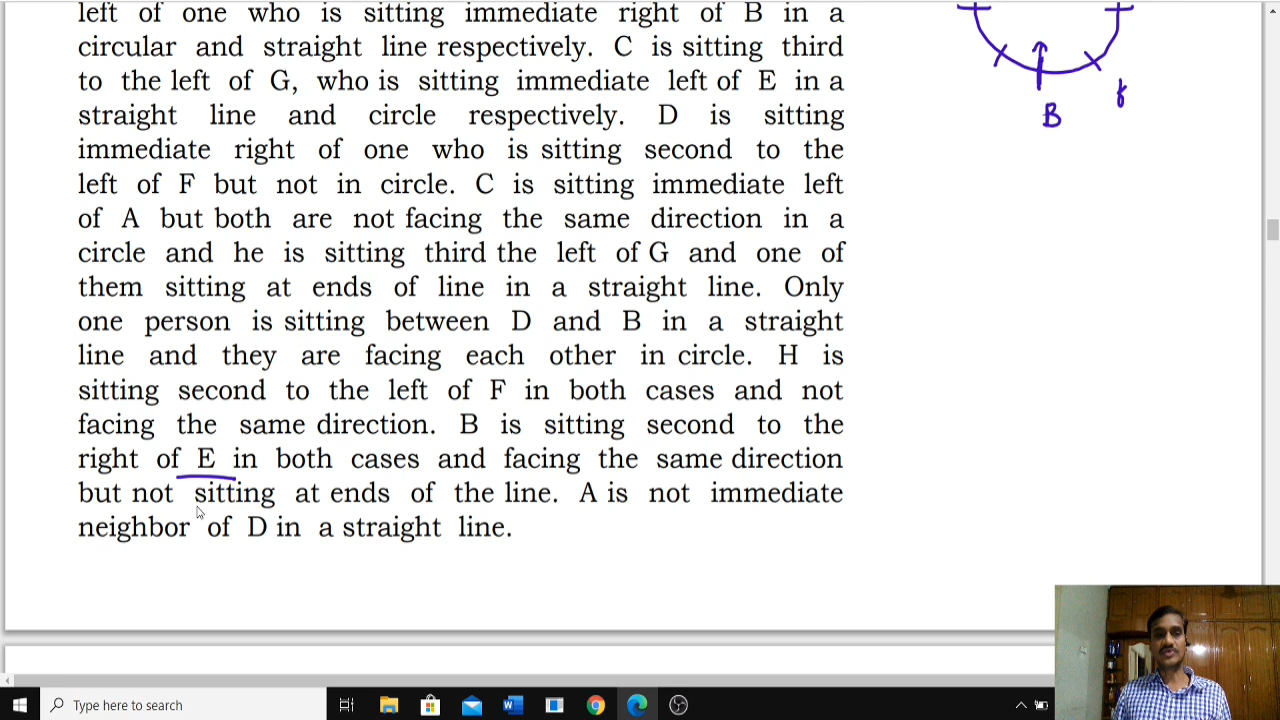 left of one who is sitting immediate right of B in a
circular and straight line respectively. C is sitting third
to the left of G, who is sitting immediate left of E in a
straight line and circle respectively. D is sitting
immediate right of one who is sitting second to the
left of F but not in circle. C is sitting immediate left
of A but both are not facing the same direction in a
circle and he is sitting third the left of G and one of
them sitting at ends of line in a straight line. Only
one person is sitting between D and B in a straight
line and they are facing each other in circle. H is
sitting second to the left of F in both cases and not
facing the same direction. B is sitting second to the
right of E in both cases and facing the same direction
but not sitting at ends of the line. A is not immediate
neighbor of D in a straight line.
B
Type here to search